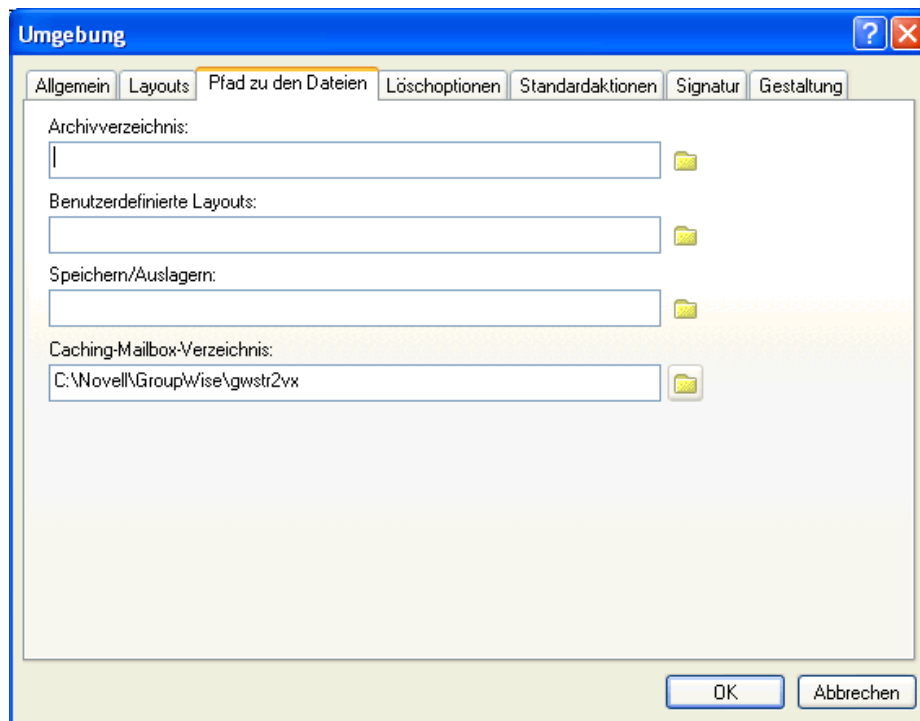 Umgebung
Allgemein Layouts Pfad zu den Dateien Löschoptionen Standardaktionen Signatur Gestaltung
Archivverzeichnis:
Benutzerdefinierte Layouts:
Speichern/Auslagern:
Caching-Mailbox-Verzeichnis:
C:\Novell\GroupWise\gwstr2vx
OK Abbrechen